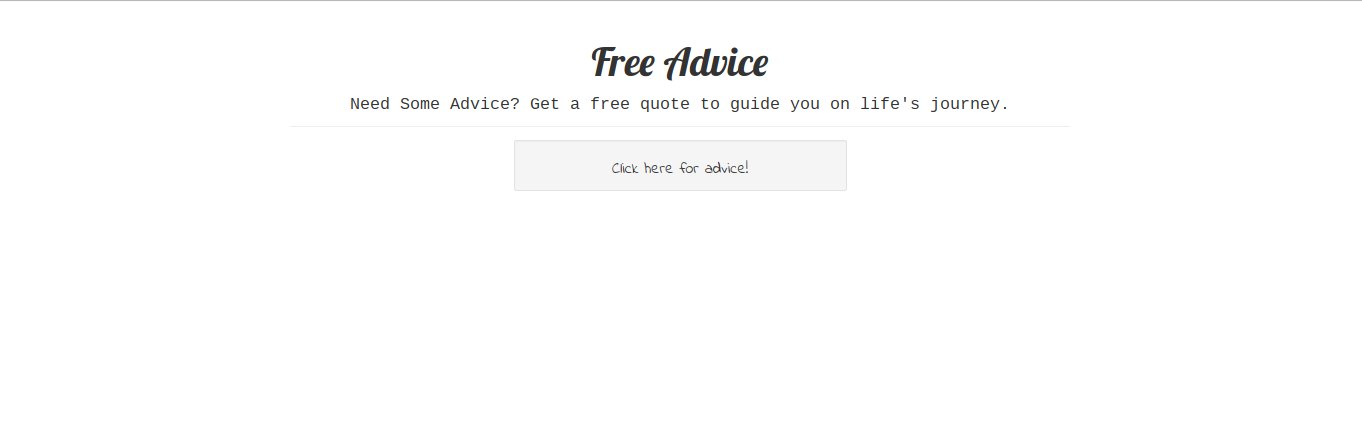 Free Advice
Need Some Advice? Get a free quote to guide you on life's journey.
Click here for advice!